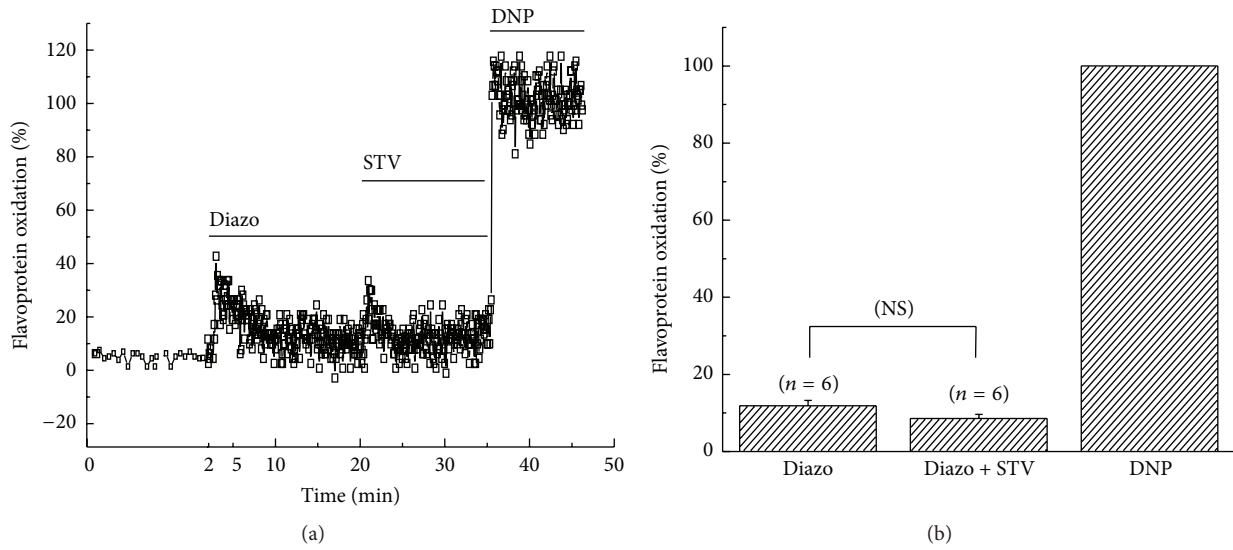 DNP
120
100
80
60
40
20
0
−20
STV
Diazo
Flavoprotein oxidation (%)
0 2 5 10 20 30 40 50
Time (min)
(a)
100
80
60
40
20
0
Flavoprotein oxidation (%)
(NS)
(n = 6)
(n = 6)
Diazo
Diazo + STV
DNP
(b)